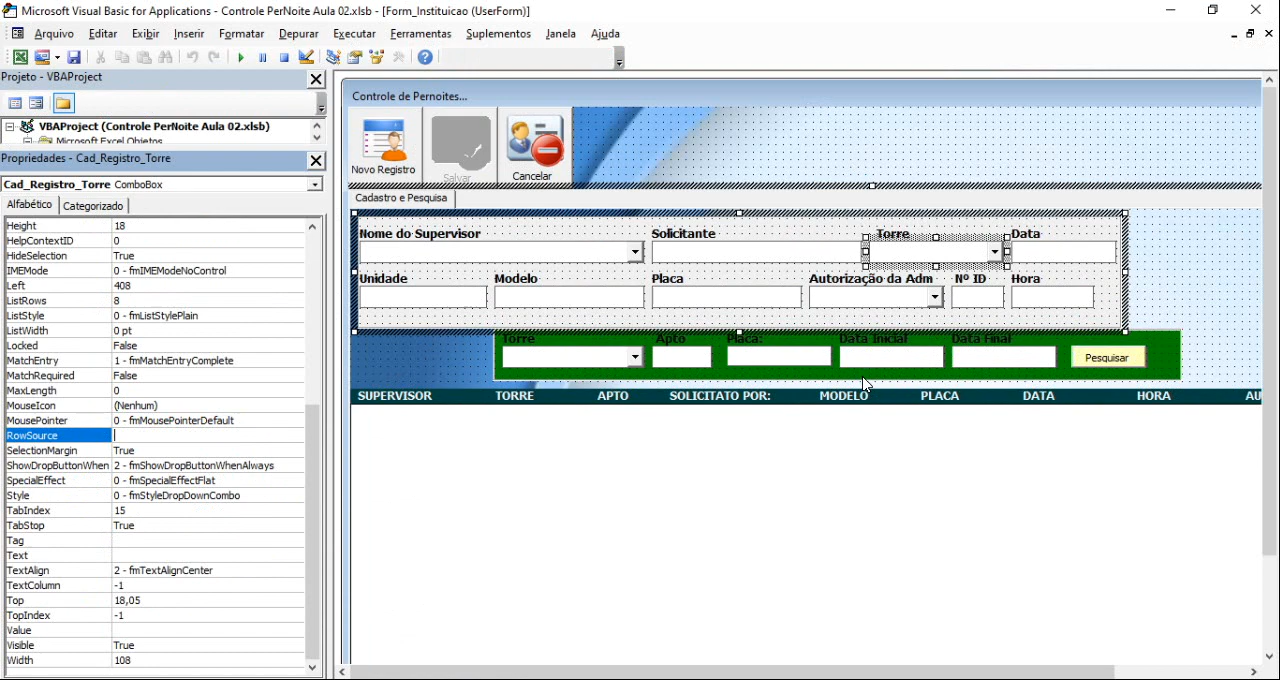 Microsoft Visual Basic for Applications - Controle PerNoite Aula 02.xlsb - [Form_Instituicao (UserForm)]
Arquivo Editar Exibir Inserir Formatar Depurar Executar Ferramentas Suplementos Janela Ajuda
Projeto - VBAProject
VBAProject (Controle PerNoite Aula 02.xlsb)
Microsoft Excel Objetos
Propriedades - Cad_Registro_Torre
Cad_Registro_Torre ComboBox
Alfabético Categorizado
Height 18
HelpContextID 0
HideSelection True
IMEMode 0 - fmIMEModeNoControl
Left 408
ListRows 8
ListStyle 0 - fmListStylePlain
ListWidth 0 pt
Locked False
MatchEntry 1 - fmMatchEntryComplete
MatchRequired False
MaxLength 0
MouseIcon (Nenhum)
MousePointer 0 - fmMousePointerDefault
RowSource
SelectionMargin True
ShowDropButtonWhen 2 - fmShowDropButtonWhenAlways
SpecialEffect 0 - fmSpecialEffectFlat
Style 0 - fmStyleDropDownCombo
TabIndex 15
TabStop True
Tag
Text
TextAlign 2 - fmTextAlignCenter
TextColumn -1
Top 18,05
TopIndex -1
Value
Visible True
Width 108
Controle de Pernoites...
Novo Registro Salvar Cancelar
Cadastro e Pesquisa
Nome do Supervisor Solicitante Torre Data
Unidade Modelo Placa Autorização da Adm Nº ID Hora
Torre Apto Placa: Data Inicial Data Final
Pesquisar
SUPERVISOR TORRE APTO SOLICITATO POR: MODELO PLACA DATA HORA AU